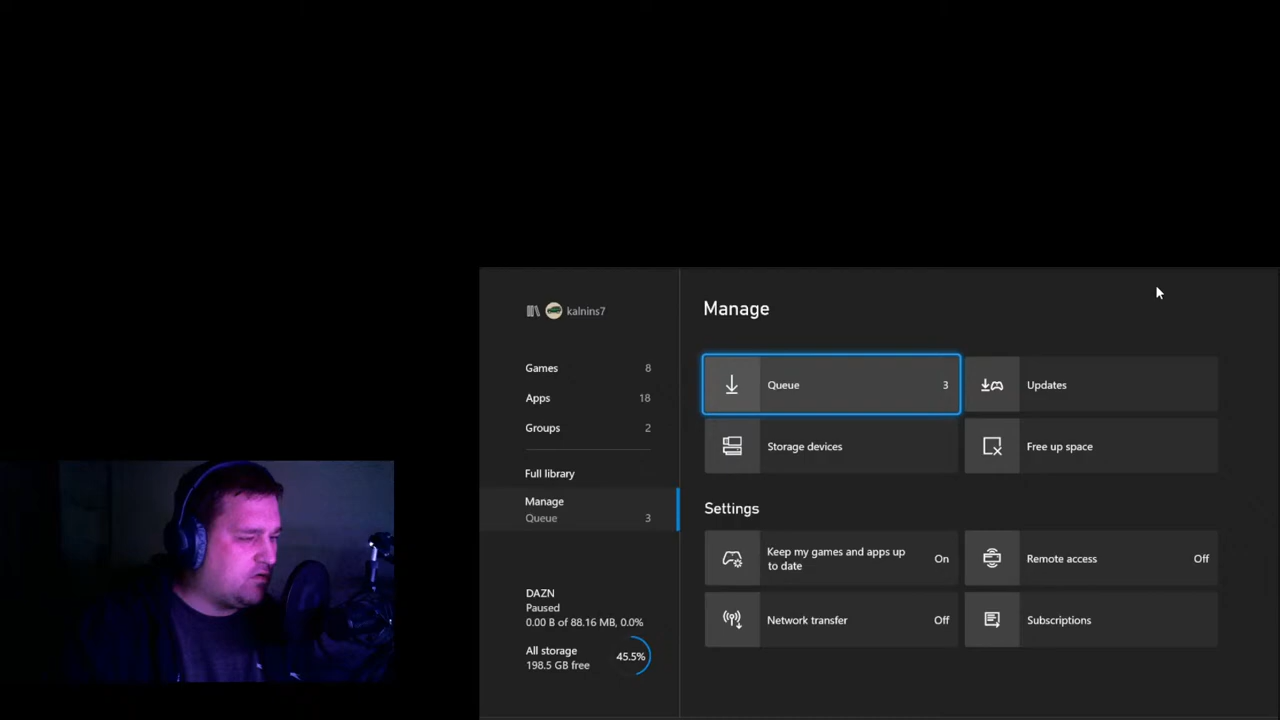 kalnins7
Games 8
Apps 18
Groups 2
Full library
Manage
Queue 3
DAZN
Paused
0.00 B of 88.16 MB, 0.0%
All storage
198.5 GB free
45.5%
Manage
Queue 3
Updates
Storage devices
Free up space
Settings
Keep my games and apps up
to date
On
Remote access Off
Network transfer Off
Subscriptions